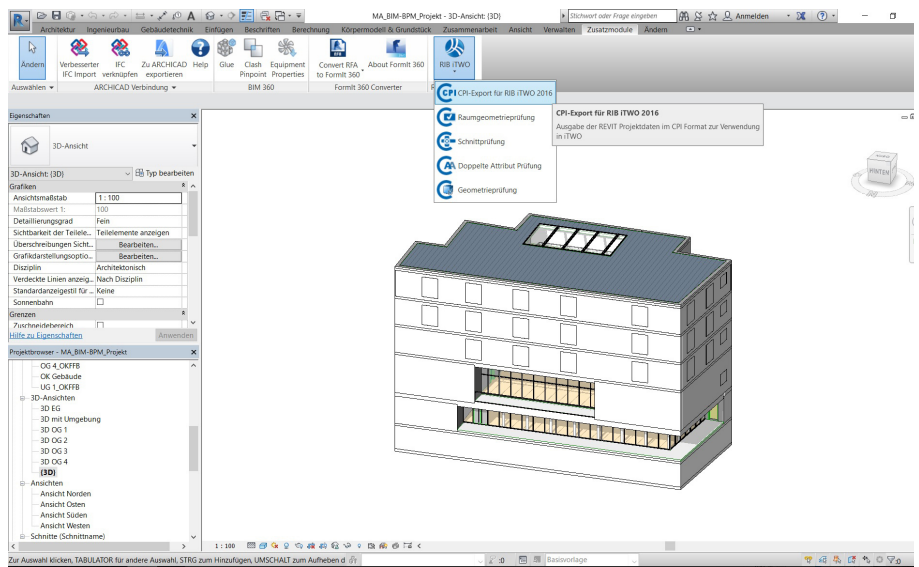 MA_BIM-BPM_Projekt - 3D-Ansicht: {3D}
Stichwort oder Frage eingeben
Anmelden
Architektur Ingenieurbau Gebäudetechnik Einfügen Beschriften Berechnung Körpermodell & Grundstück Zusammenarbeit Ansicht Verwalten Zusatzmodule Ändern
Ändern
Verbesserter IFC Import
IFC verknüpfen
Zu ARCHICAD exportieren
Help
Glue
Clash Pinpoint
Equipment Properties
Convert RFA to FormIt 360
About FormIt 360
RIB iTWO
Auswählen
ARCHICAD Verbindung
BIM 360
FormIt 360 Converter
CPI CPI-Export für RIB iTWO 2016
Raumgeometrieprüfung
Schnittprüfung
AA Doppelte Attribut Prüfung
Geometrieprüfung
CPI-Export für RIB iTWO 2016
Ausgabe der REVIT Projektdaten im CPI Format zur Verwendung
in iTWO
HINTEN
Eigenschaften
3D-Ansicht
3D-Ansicht: {3D}
Typ bearbeiten
Grafiken
Ansichtsmaßstab 1 : 100
Maßstabswert 1: 100
Detaillierungsgrad Fein
Sichtbarkeit der Teilele... Teilelemente anzeigen
Überschreibungen Sicht... Bearbeiten...
Grafikdarstellungsoptio... Bearbeiten...
Disziplin Architektonisch
Verdeckte Linien anzeig... Nach Disziplin
Standardanzeigestil für ... Keine
Sonnenbahn
Grenzen
Zuschneidebereich
Hilfe zu Eigenschaften
Anwenden
Projektbrowser - MA_BIM-BPM_Projekt
OG 4_OKFFB
OK Gebäude
UG 1_OKFFB
3D-Ansichten
3D EG
3D mit Umgebung
3D OG 1
3D OG 2
3D OG 3
3D OG 4
{3D}
Ansichten
Ansicht Norden
Ansicht Osten
Ansicht Süden
Ansicht Westen
Schnitte (Schnittname)
1 : 100
Zur Auswahl klicken, TABULATOR für andere Auswahl, STRG zum Hinzufügen, UMSCHALT zum Aufheben d
:0
Basisvorlage
:0